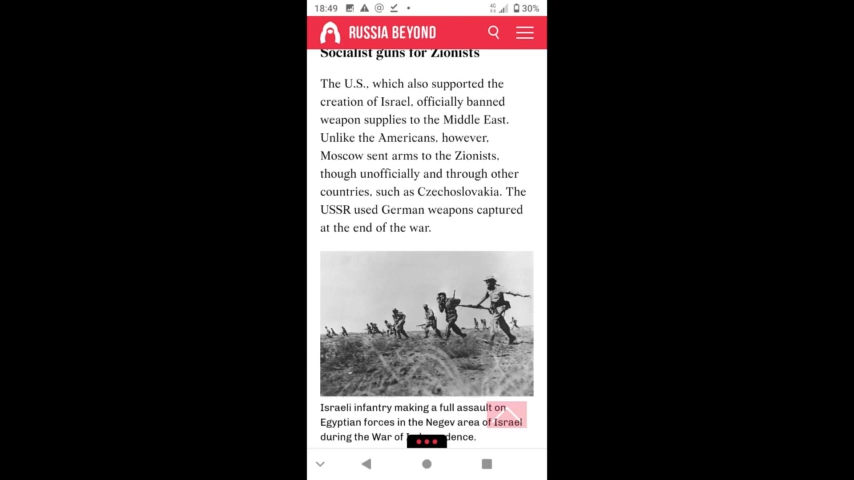 18:49
30%
RUSSIA BEYOND
Socialist guns for Zionists
The U.S., which also supported the
creation of Israel, officially banned
weapon supplies to the Middle East.
Unlike the Americans, however,
Moscow sent arms to the Zionists,
though unofficially and through other
countries, such as Czechoslovakia. The
USSR used German weapons captured
at the end of the war.
Israeli infantry making a full assault on
Egyptian forces in the Negev area of Israel
during the War of